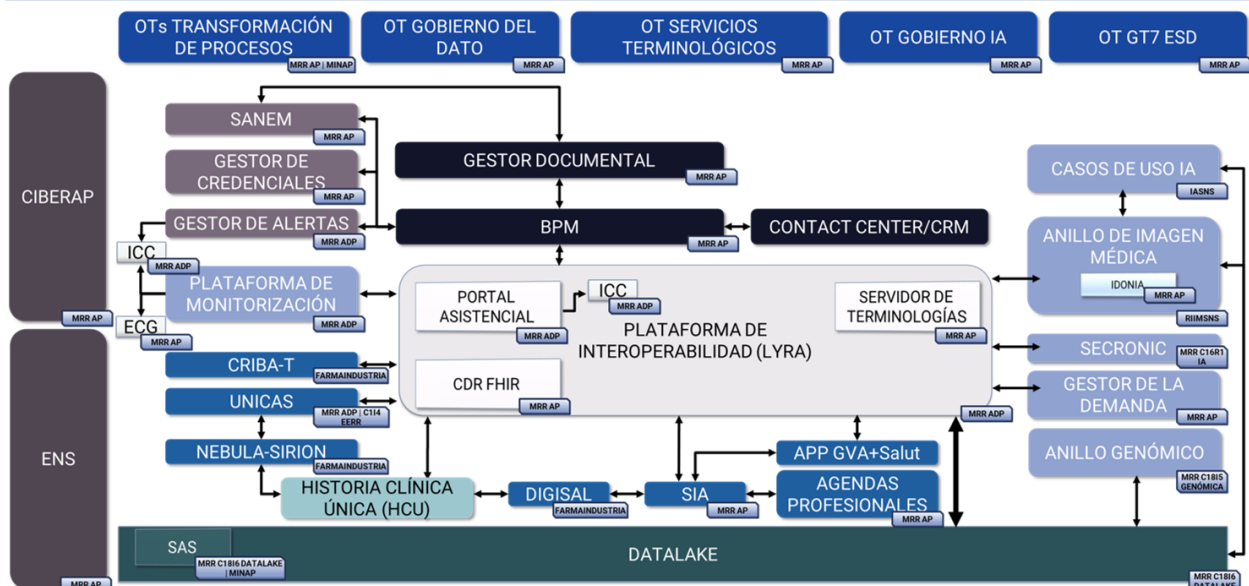 OTs TRANSFORMACIÓN
DE PROCESOS
MRR AP | MINAP
OT GOBIERNO DEL
DATO
MRR AP
OT SERVICIOS
TERMINOLÓGICOS
MRR AP
OT GOBIERNO IA
MRR AP
OT GT7 ESD
MRR AP
CIBERAP
MRR AP
ENS
MRR AP
SANEM
MRR AP
GESTOR DE
CREDENCIALES
MRR AP
GESTOR DE ALERTAS
MRR ADP
ICC
MRR ADP
PLATAFORMA DE
MONITORIZACIÓN
MRR ADP
ECG
MRR AP
CRIBA-T
FARMAINDUSTRIA
UNICAS
MRR ADP | C1I4
EERR
NEBULA-SIRION
FARMAINDUSTRIA
GESTOR DOCUMENTAL
MRR AP
BPM
MRR AP
CONTACT CENTER/CRM
PORTAL
ASISTENCIAL
MRR ADP
ICC
MRR ADP
SERVIDOR DE
TERMINOLOGÍAS
MRR AP
PLATAFORMA DE
INTEROPERABILIDAD (LYRA)
CDR FHIR
MRR AP
MRR ADP
CASOS DE USO IA
IASNS
ANILLO DE IMAGEN
MÉDICA
IDONIA
MRR AP
RIIMSNS
SECRONIC
MRR C16R1
IA
GESTOR DE LA
DEMANDA
MRR AP
ANILLO GENÓMICO
MRR C18I5
GENÓMICA
HISTORIA CLÍNICA
ÚNICA (HCU)
DIGISAL
FARMAINDUSTRIA
SIA
MRR AP
APP GVA+Salut
AGENDAS
PROFESIONALES
MRR AP
SAS
MRR C18I6 DATALAKE
| MINAP
DATALAKE
MRR C18I6
DATALAKE